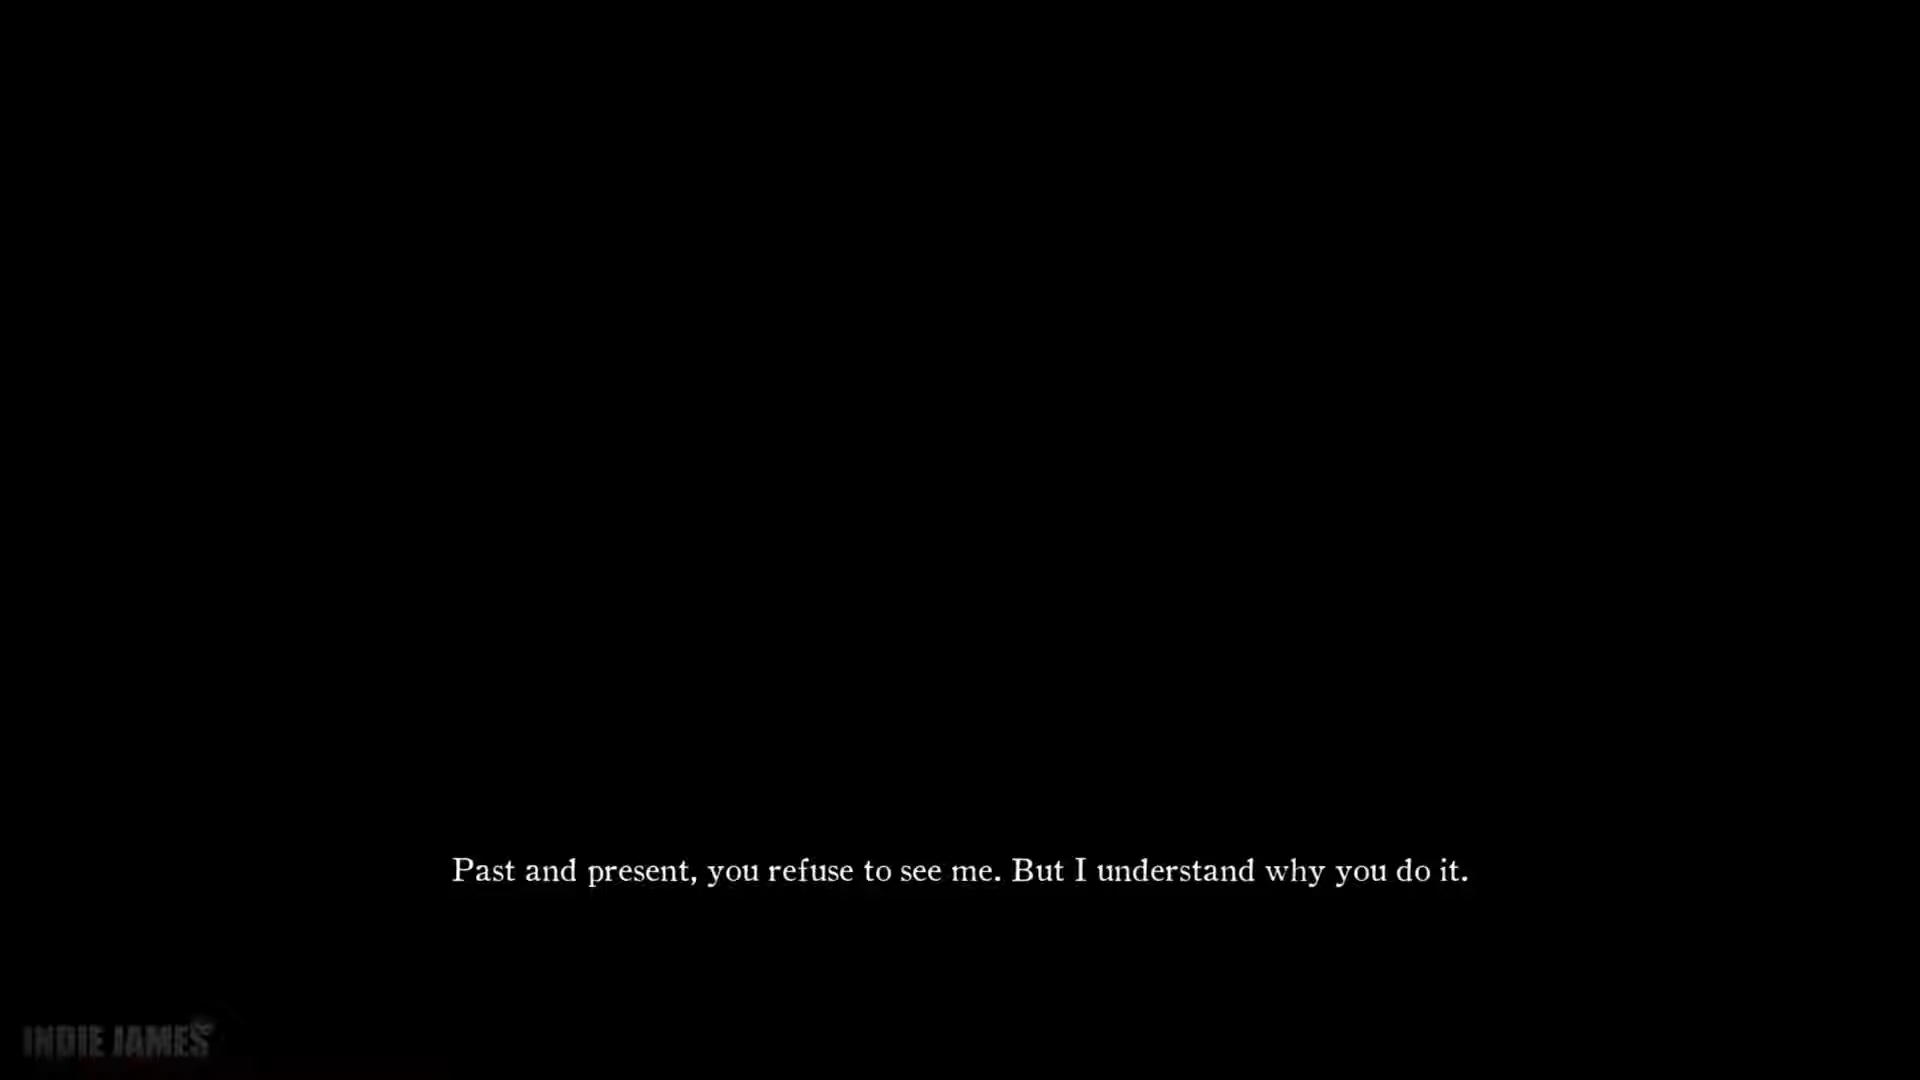 Past and present, you refuse to see me. But I understand why you do it.
INDIE JAMES